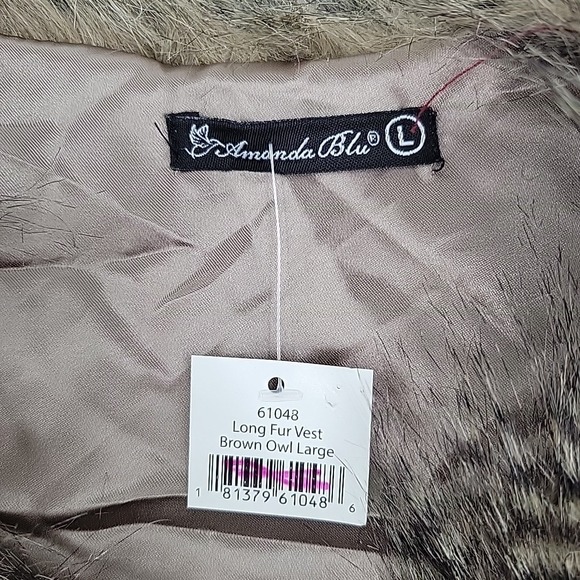 Amanda Blu® L
61048
Long Fur Vest
Brown Owl Large
1 81379 61048 6